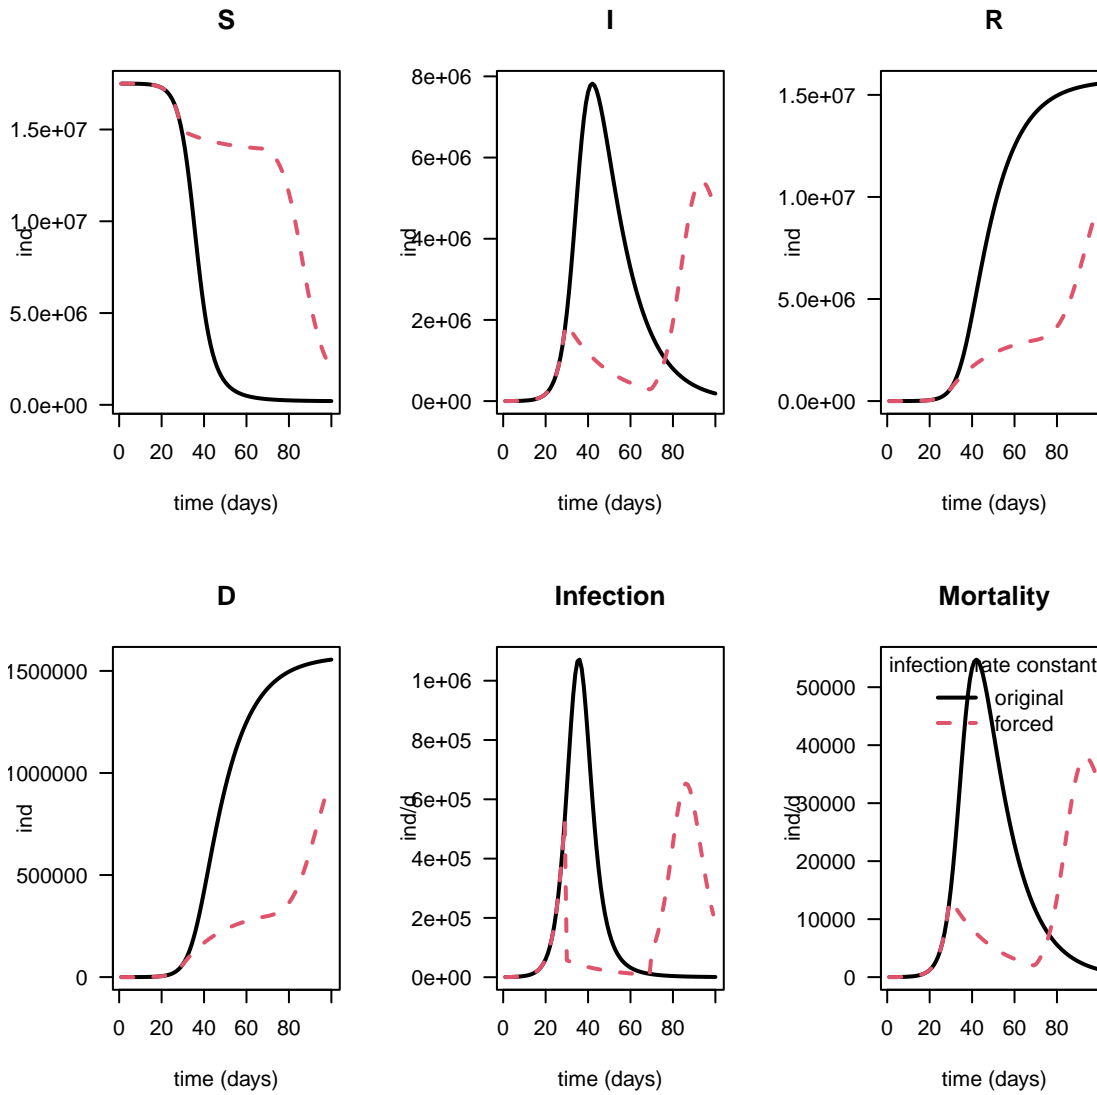 S
I
R
1.5e+07
1.0e+07
5.0e+06
0.0e+00
ind
0 20 40 60 80
time (days)
8e+06
6e+06
4e+06
2e+06
0e+00
ind
0 20 40 60 80
time (days)
1.5e+07
1.0e+07
5.0e+06
0.0e+00
ind
0 20 40 60 80
time (days)
D
Infection
Mortality
1500000
1000000
500000
0
ind
0 20 40 60 80
time (days)
1e+06
8e+05
6e+05
4e+05
2e+05
0e+00
ind/d
0 20 40 60 80
time (days)
infection rate constant
original
forced
50000
40000
30000
20000
10000
0
ind/d
0 20 40 60 80
time (days)